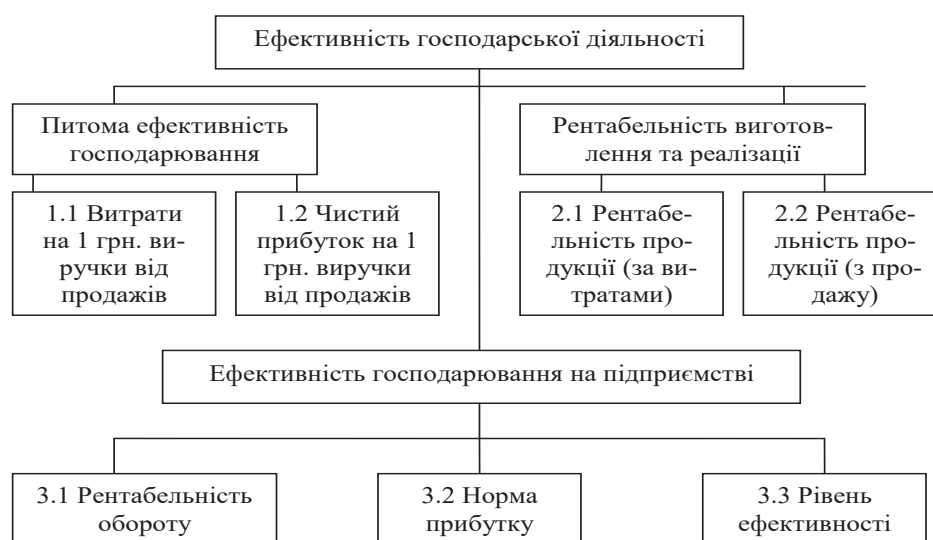 Ефективність господарської діяльності
Питома ефективність
господарювання
Рентабельність виготов-
лення та реалізації
1.1 Витрати
на 1 грн. ви-
ручки від
продажів
1.2 Чистий
прибуток на 1
грн. виручки
від продажів
2.1 Рентабе-
льність про-
дукції (за ви-
тратами)
2.2 Рентабе-
льність про-
дукції (з про-
дажу)
Ефективність господарювання на підприємстві
3.1 Рентабельність
обороту
3.2 Норма
прибутку
3.3 Рівень
ефективності